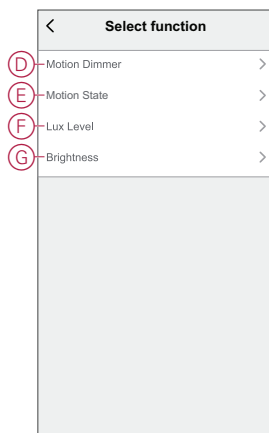 Select function
D Motion Dimmer
E Motion State
F Lux Level
G Brightness